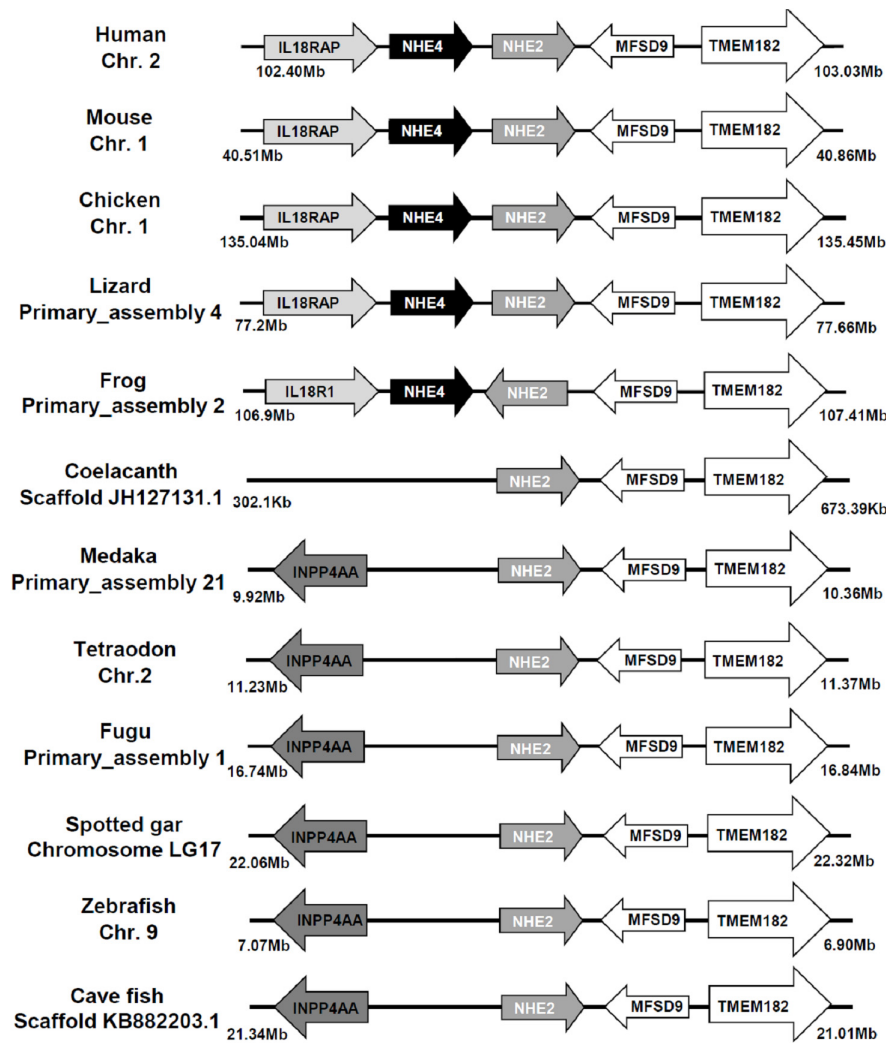 Human
Chr. 2
IL18RAP NHE4 NHE2 MFSD9 TMEM182
102.40Mb 103.03Mb
Mouse
Chr. 1
IL18RAP NHE4 NHE2 MFSD9 TMEM182
40.51Mb 40.86Mb
Chicken
Chr. 1
IL18RAP NHE4 NHE2 MFSD9 TMEM182
135.04Mb 135.45Mb
Lizard
Primary_assembly 4
IL18RAP NHE4 NHE2 MFSD9 TMEM182
77.2Mb 77.66Mb
Frog
Primary_assembly 2
IL18R1 NHE4 NHE2 MFSD9 TMEM182
106.9Mb 107.41Mb
Coelacanth
Scaffold JH127131.1
NHE2 MFSD9 TMEM182
302.1Kb 673.39Kb
Medaka
Primary_assembly 21
INPP4AA NHE2 MFSD9 TMEM182
9.92Mb 10.36Mb
Tetraodon
Chr.2
INPP4AA NHE2 MFSD9 TMEM182
11.23Mb 11.37Mb
Fugu
Primary_assembly 1
INPP4AA NHE2 MFSD9 TMEM182
16.74Mb 16.84Mb
Spotted gar
Chromosome LG17
INPP4AA NHE2 MFSD9 TMEM182
22.06Mb 22.32Mb
Zebrafish
Chr. 9
INPP4AA NHE2 MFSD9 TMEM182
7.07Mb 6.90Mb
Cave fish
Scaffold KB882203.1
INPP4AA NHE2 MFSD9 TMEM182
21.34Mb 21.01Mb